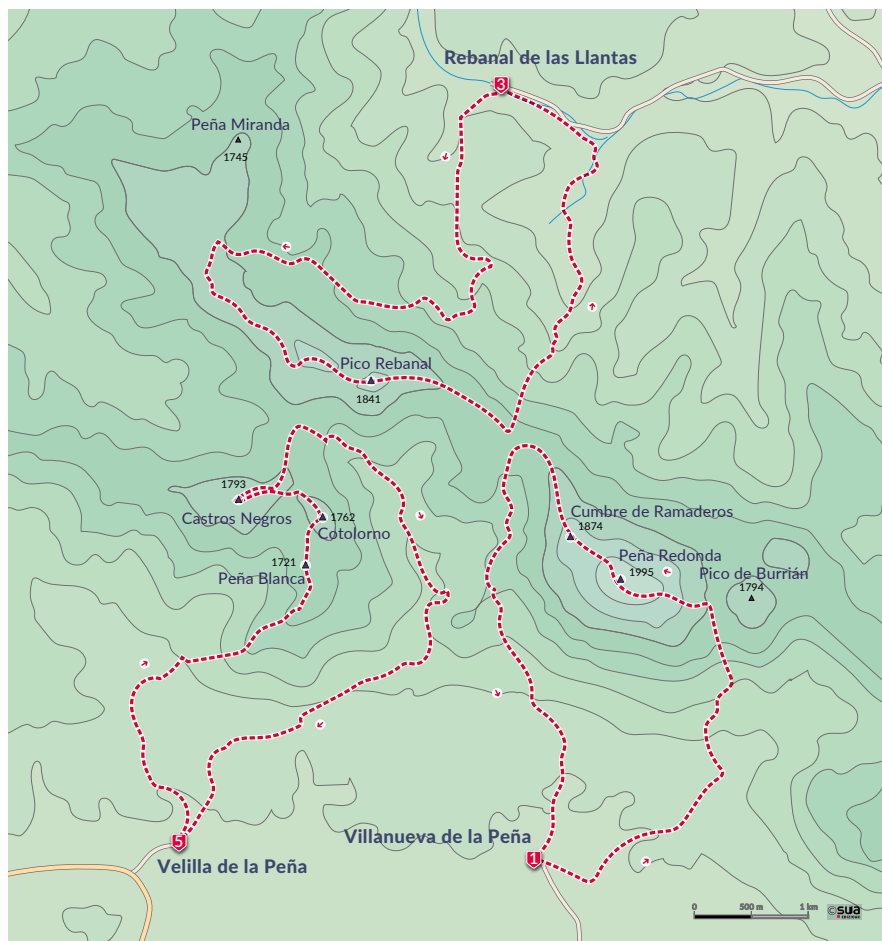 Rebanal de las Llantas
3
Peña Miranda
1745
Pico Rebanal
1841
1793
Castros Negros
1762
Cotolorno
1721
Peña Blanca
Cumbre de Ramaderos
1874
Peña Redonda
1995
Pico de Burrián
1794
Villanueva de la Peña
1
5
Velilla de la Peña
0 500 m 1 km
©sua